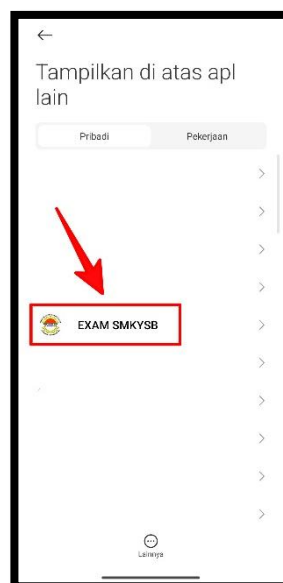 Tampilkan di atas apl
lain
Pribadi
Pekerjaan
EXAM SMKYSB
Lainnya